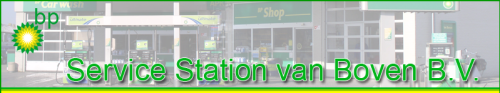 bp
Car wash
Shop
Service Station van Boven B.V.